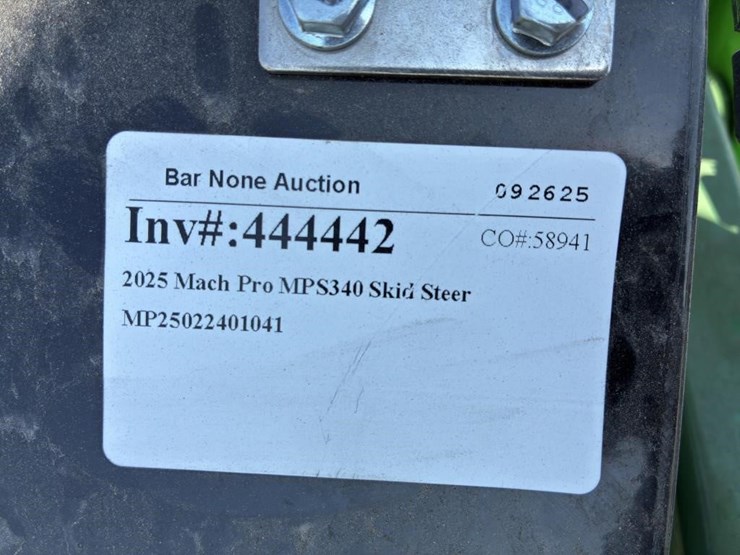 Bar None Auction 092625
Inv#:444442 CO#:58941
2025 Mach Pro MPS340 Skid Steer
MP25022401041